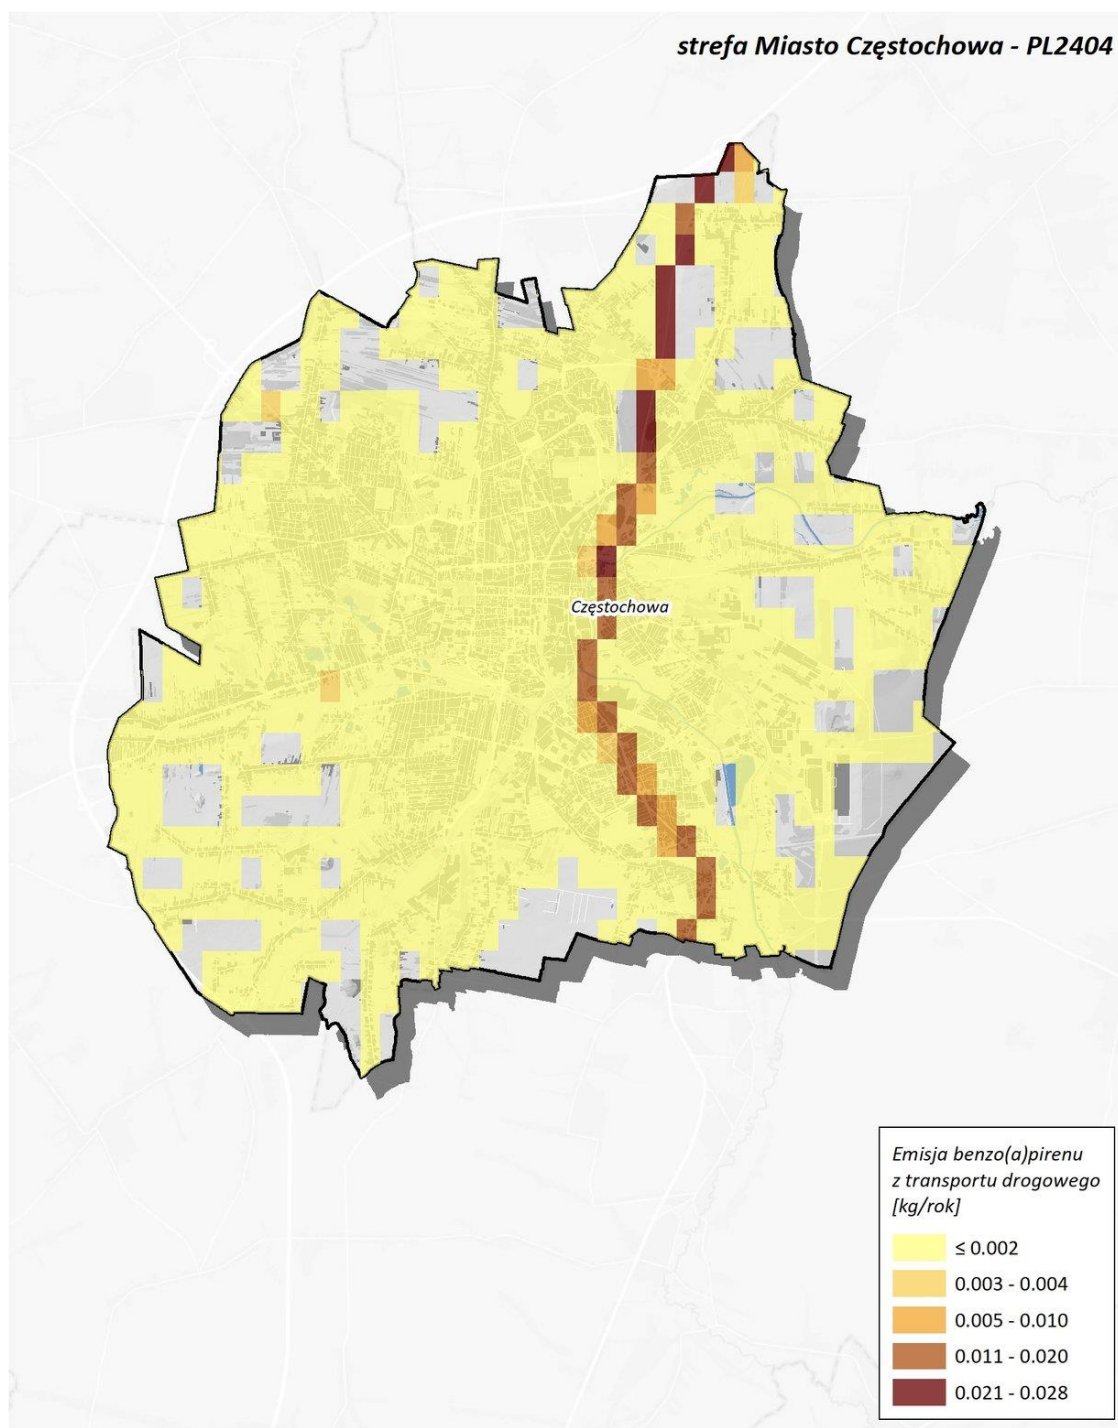 strefa Miasto Częstochowa - PL2404
Częstochowa
Emisja benzo(a)pirenu
z transportu drogowego
[kg/rok]
≤ 0.002
0.003 - 0.004
0.005 - 0.010
0.011 - 0.020
0.021 - 0.028